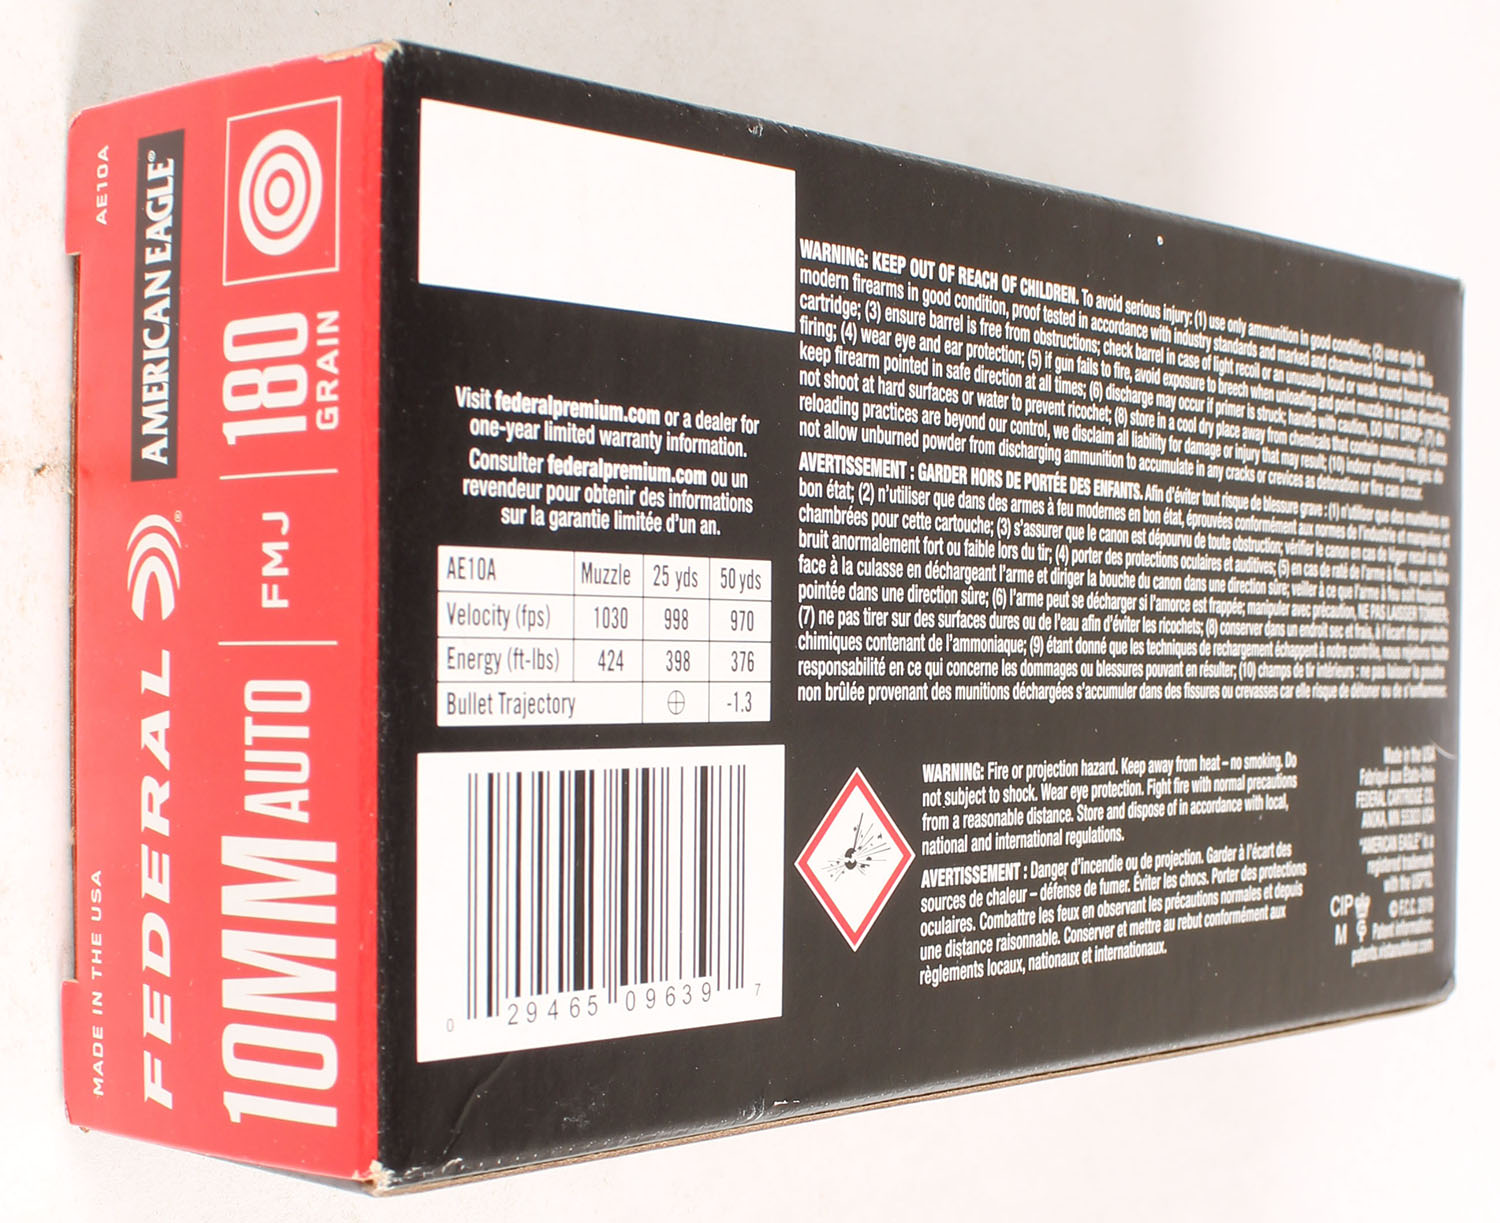 AE10A
MADE IN THE USA
FEDERAL ® AMERICAN EAGLE®
10MM AUTO FMJ 180 GRAIN
Visit federalpremium.com or a dealer for
one-year limited warranty information.
Consulter federalpremium.com ou un
revendeur pour obtenir des informations
sur la garantie limitée d'un an.
AE10A Muzzle 25 yds 50 yds
Velocity (fps) 1030 998 970
Energy (ft-lbs) 424 398 376
Bullet Trajectory ⊕ -1.3
0 29465 09639 7
WARNING: KEEP OUT OF REACH OF CHILDREN. To avoid serious injury: (1) use only ammunition in good condition; (2) use only in
modern firearms in good condition, proof tested in accordance with industry standards and marked and chambered for use with this
cartridge; (3) ensure barrel is free from obstructions; check barrel in case of light recoil or an unusually loud or weak sound heard during
firing; (4) wear eye and ear protection; (5) if gun fails to fire, avoid exposure to breech when unloading and point muzzle in a safe direction;
keep firearm pointed in safe direction at all times; (6) discharge may occur if primer is struck; handle with caution, DO NOT DROP; (7) do
not shoot at hard surfaces or water to prevent ricochet; (8) store in a cool dry place away from chemicals that contain ammonia; (9) since
reloading practices are beyond our control, we disclaim all liability for damage or injury that may result; (10) indoor shooting ranges: do
not allow unburned powder from discharging ammunition to accumulate in any cracks or crevices as detonation or fire can occur.
AVERTISSEMENT : GARDER HORS DE PORTÉE DES ENFANTS. Afin d'éviter tout risque de blessure grave : (1) n'utiliser que des munitions en
bon état; (2) n'utiliser que dans des armes à feu modernes en bon état, éprouvées conformément aux normes de l'industrie et marquées et
chambrées pour cette cartouche; (3) s'assurer que le canon est dépourvu de toute obstruction; vérifier le canon en cas de léger recul ou de
bruit anormalement fort ou faible lors du tir; (4) porter des protections oculaires et auditives; (5) en cas de raté de l'arme à feu, ne pas faire
face à la culasse en déchargeant l'arme et diriger la bouche du canon dans une direction sûre; veiller à ce que l'arme à feu soit toujours
pointée dans une direction sûre; (6) l'arme peut se décharger si l'amorce est frappée; manipuler avec précaution, NE PAS LAISSER TOMBER;
(7) ne pas tirer sur des surfaces dures ou de l'eau afin d'éviter les ricochets; (8) conserver dans un endroit sec et frais, à l'écart des produits
chimiques contenant de l'ammoniaque; (9) étant donné que les techniques de rechargement échappent à notre contrôle, nous rejetons toute
responsabilité en ce qui concerne les dommages ou blessures pouvant en résulter; (10) champs de tir intérieurs : ne pas laisser la poudre
non brûlée provenant des munitions déchargées s'accumuler dans des fissures ou crevasses car elle risque de détoner ou de s'enflammer.
WARNING: Fire or projection hazard. Keep away from heat – no smoking. Do
not subject to shock. Wear eye protection. Fight fire with normal precautions
from a reasonable distance. Store and dispose of in accordance with local,
national and international regulations.
AVERTISSEMENT : Danger d'incendie ou de projection. Garder à l'écart des
sources de chaleur – défense de fumer. Éviter les chocs. Porter des protections
oculaires. Combattre les feux en observant les précautions normales et depuis
une distance raisonnable. Conserver et mettre au rebut conformément aux
règlements locaux, nationaux et internationaux.
Made in the USA
Fabriqué aux États-Unis
FEDERAL CARTRIDGE CO.
ANOKA, MN 55303 USA
"AMERICAN EAGLE" is a
registered trademark
with the USPTO.
© F.C.C. 2019
Patent information:
CIP
M